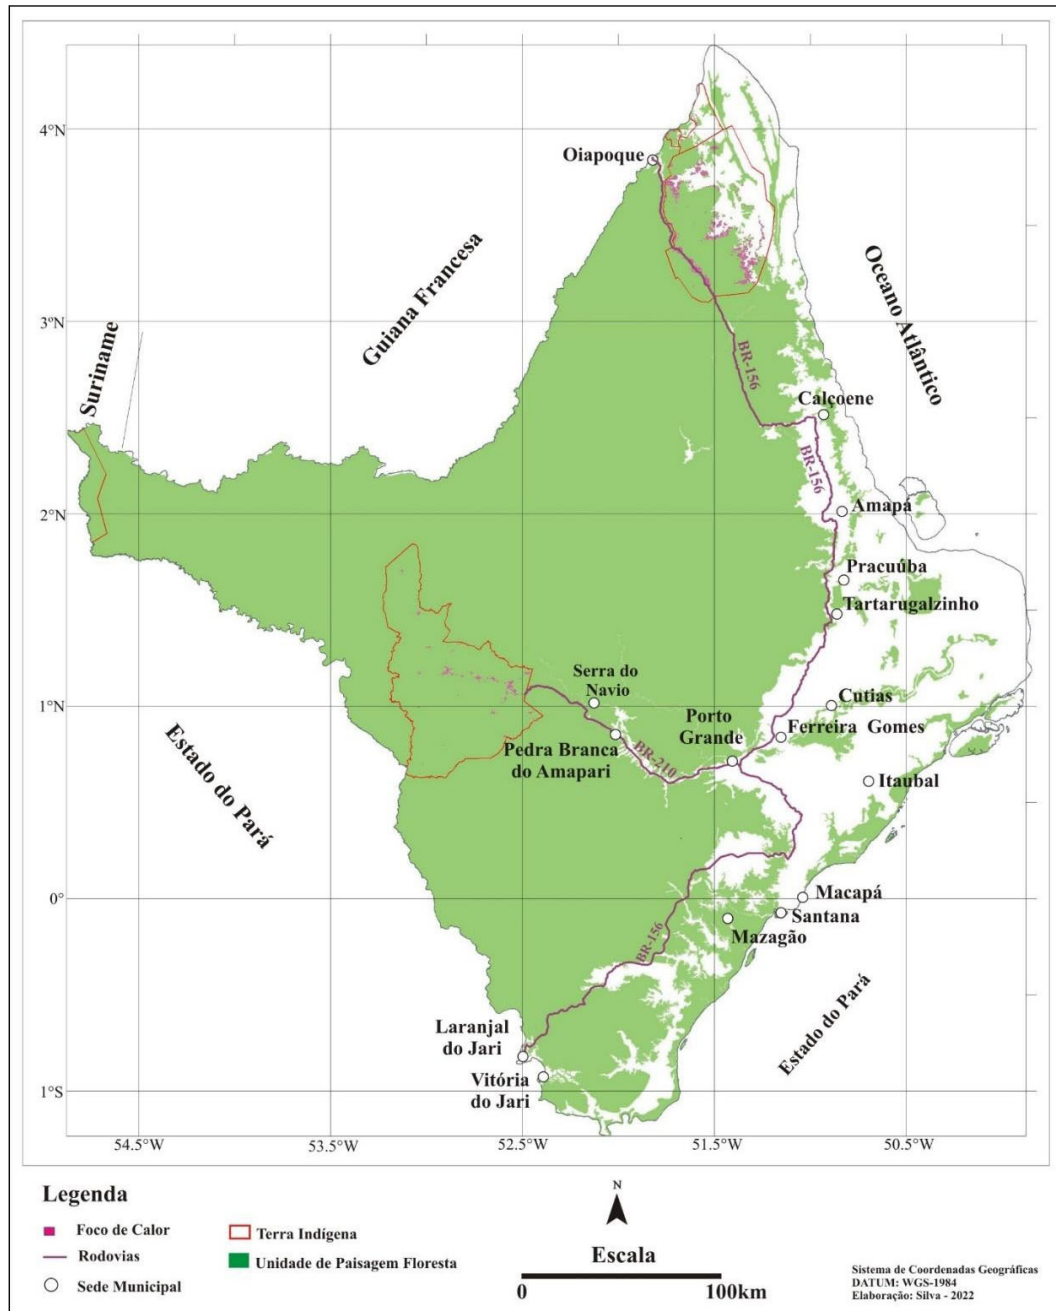 4°N
Oiapoque
Guiana Francesa
Oceano Atlântico
3°N
Suriname
BR-156
Calçoene
BR-156
2°N
Amapá
Pracuúba
Tartarugalzinho
Serra do
Navio
Cutias
1°N
Porto
Grande
Ferreira Gomes
Pedra Branca
do Amapari
BR-210
Itaubal
Estado do Pará
0°
Macapá
Santana
Mazagão
BR-156
Estado do Pará
Laranjal
do Jari
Vitória
do Jari
1°S
54.5°W
53.5°W
52.5°W
51.5°W
50.5°W
Legenda
Foco de Calor
Rodovias
Sede Municipal
Terra Indígena
Unidade de Paisagem Floresta
N
Escala
0
100km
Sistema de Coordenadas Geográficas
DATUM: WGS-1984
Elaboração: Silva - 2022